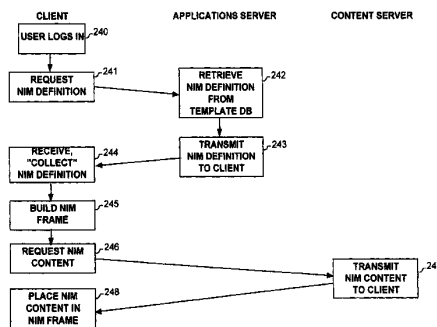 CLIENT
APPLICATIONS SERVER
CONTENT SERVER
USER LOGS IN
240
REQUEST
NIM DEFINITION
241
RETRIEVE
NIM DEFINITION
FROM
TEMPLATE DB
242
TRANSMIT
NIM DEFINITION
TO CLIENT
243
RECEIVE,
"COLLECT"
NIM DEFINITION
244
BUILD NIM
FRAME
245
REQUEST NIM
CONTENT
246
TRANSMIT
NIM CONTENT
TO CLIENT
24
PLACE NIM
CONTENT IN
NIM FRAME
248